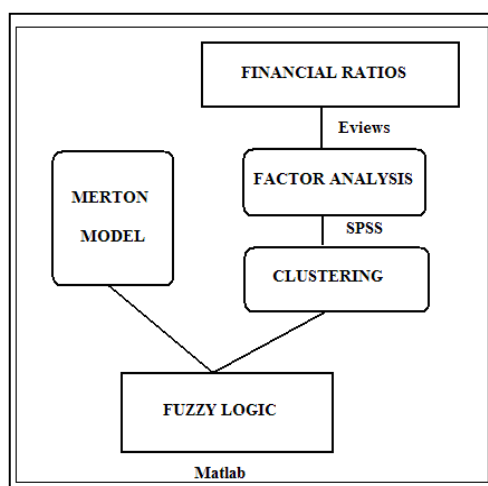 FINANCIAL RATIOS
Eviews
FACTOR ANALYSIS
SPSS
MERTON
MODEL
CLUSTERING
FUZZY LOGIC
Matlab